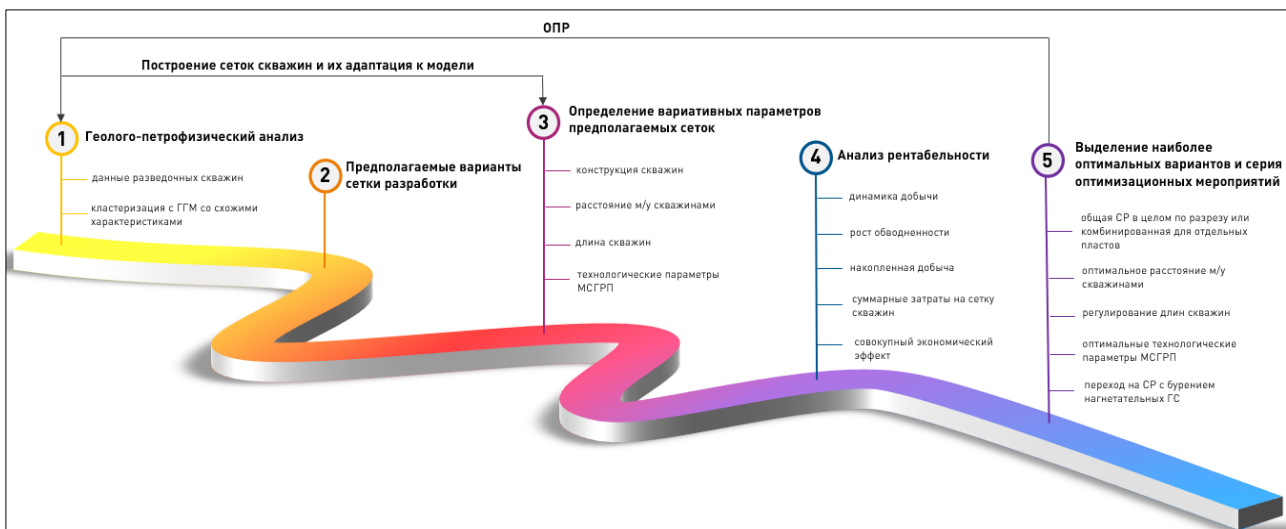 ОПР
Построение сеток скважин и их адаптация к модели
1
Геолого-петрофизический анализ
данные разведочных скважин
кластеризация с ГГМ со схожими
характеристиками
2
Предполагаемые варианты
сетки разработки
3
Определение вариативных параметров
предполагаемых сеток
конструкция скважин
расстояние м/у скважинами
длина скважин
технологические параметры
МСГРП
4
Анализ рентабельности
динамика добычи
рост обводненности
накопленная добыча
суммарные затраты на сетку
скважин
совокупный экономический
эффект
5
Выделение наиболее
оптимальных вариантов и серия
оптимизационных мероприятий
общая СР в целом по разрезу или
комбинированная для отдельных
пластов
оптимальное расстояние м/у
скважинами
регулирование длин скважин
оптимальные технологические
параметры МСГРП
переход на СР с бурением
нагнетательных ГС